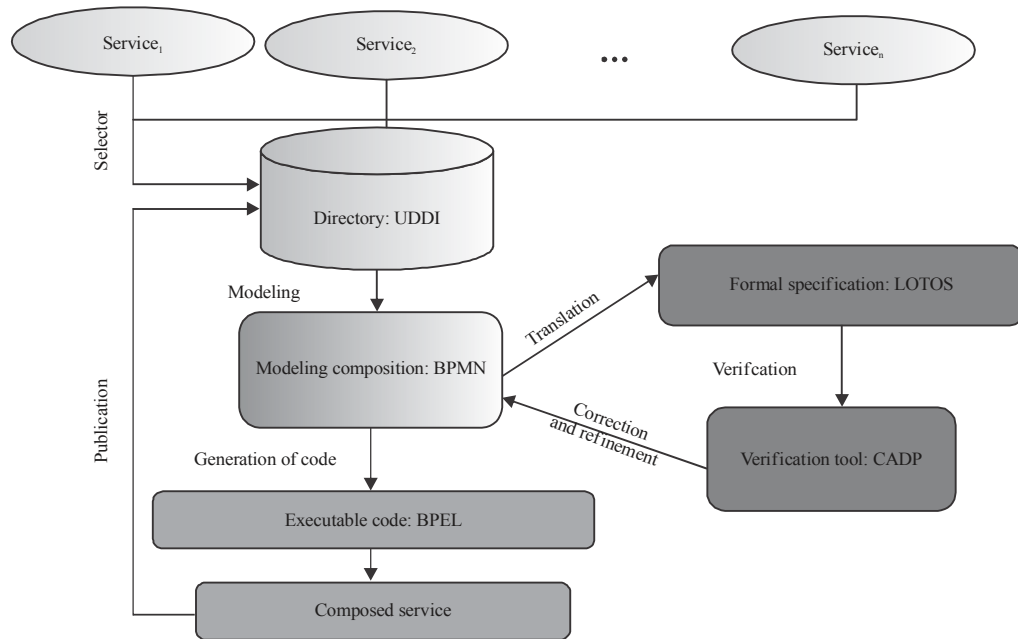 Service1
Service2
...
Servicen
Selector
Directory: UDDI
Modeling
Translation
Formal specification: LOTOS
Modeling composition: BPMN
Verifcation
Correction
and refinement
Publication
Generation of code
Verification tool: CADP
Executable code: BPEL
Composed service